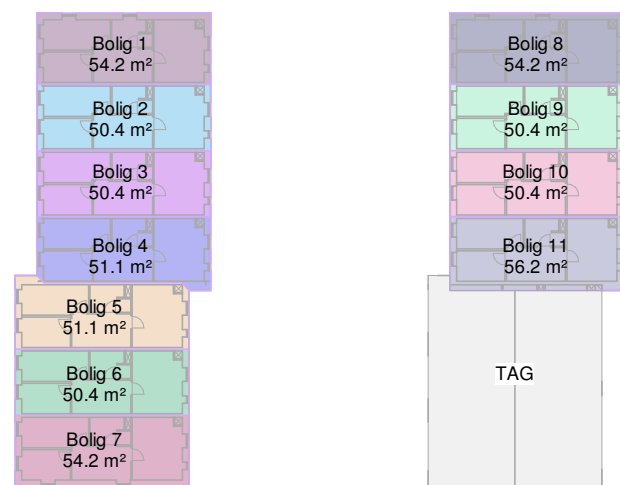 Bolig 1
54.2 m²
Bolig 2
50.4 m²
Bolig 3
50.4 m²
Bolig 4
51.1 m²
Bolig 5
51.1 m²
Bolig 6
50.4 m²
Bolig 7
54.2 m²
Bolig 8
54.2 m²
Bolig 9
50.4 m²
Bolig 10
50.4 m²
Bolig 11
56.2 m²
TAG